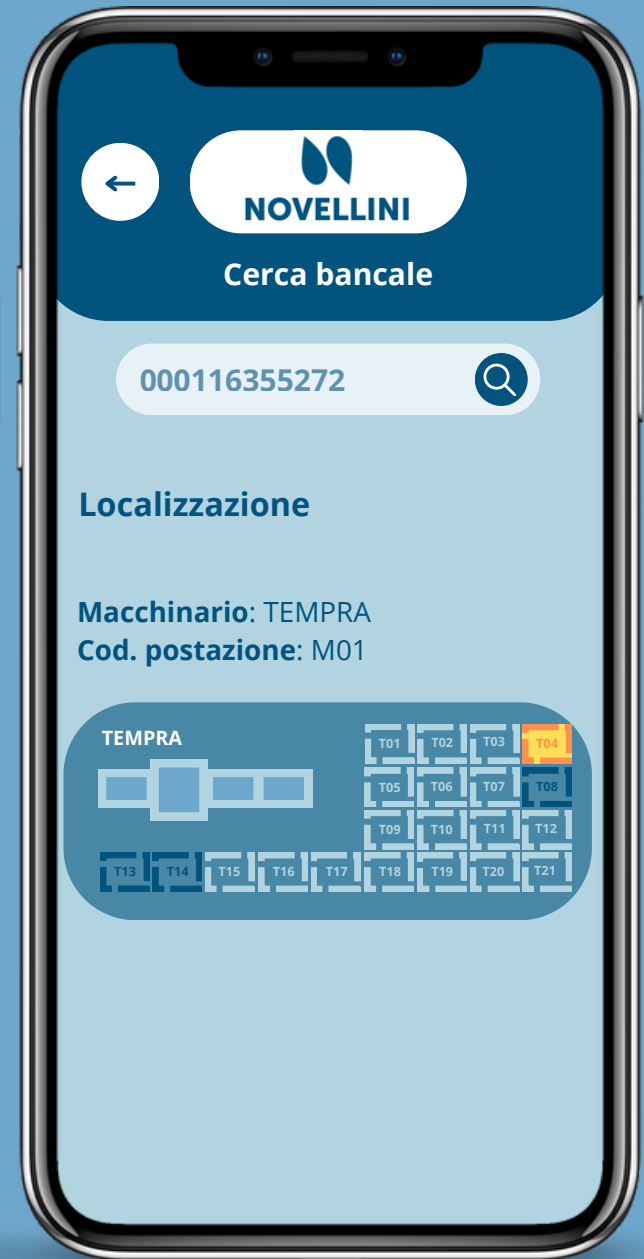 NOVELLINI
Cerca bancale
000116355272
Localizzazione
Macchinario: TEMPRA
Cod. postazione: M01
TEMPRA
T01 T02 T03 T04
T05 T06 T07 T08
T09 T10 T11 T12
T13 T14 T15 T16 T17 T18 T19 T20 T21